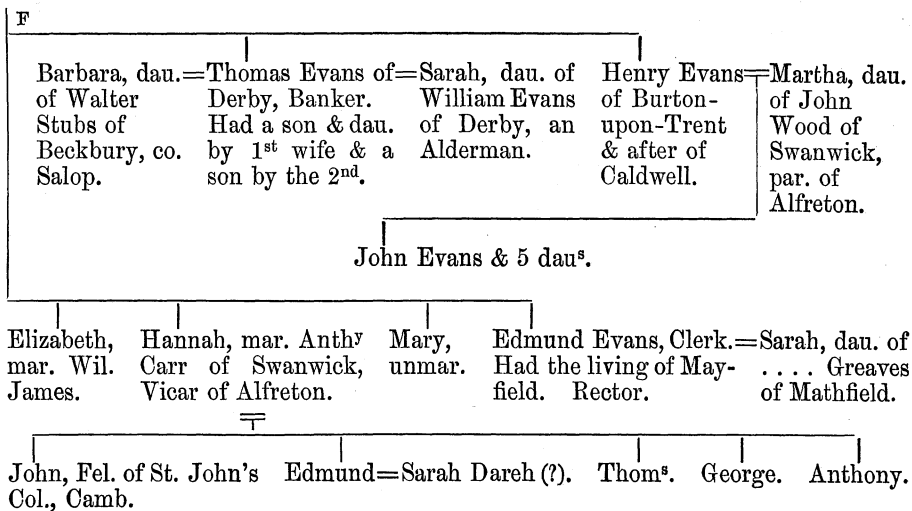 F
Barbara, dau.=Thomas Evans of=Sarah, dau. of Henry Evans=Martha, dau.
of Walter Derby, Banker. William Evans of Burton- of John
Stubs of Had a son & dau. of Derby, an upon-Trent Wood of
Beckbury, co. by 1st wife & a Alderman. & after of Swanwick,
Salop. son by the 2nd. Caldwell. par. of
Alfreton.
John Evans & 5 daus.
Elizabeth, Hannah, mar. Anthy Mary, Edmund Evans, Clerk.=Sarah, dau. of
mar. Wil. Carr of Swanwick, unmar. Had the living of May- .... Greaves
James. Vicar of Alfreton. field. Rector. of Mathfield.
John, Fel. of St. John's Edmund=Sarah Dareh (?). Thoms. George. Anthony.
Col., Camb.